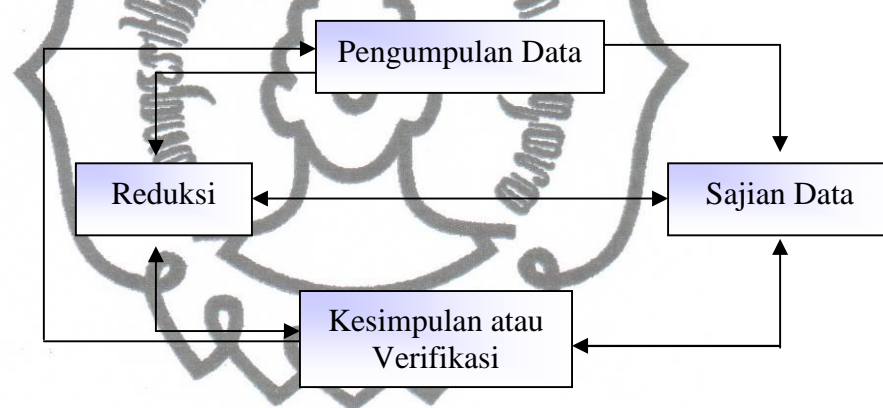 Pengumpulan Data
Reduksi
Sajian Data
Kesimpulan atau
Verifikasi